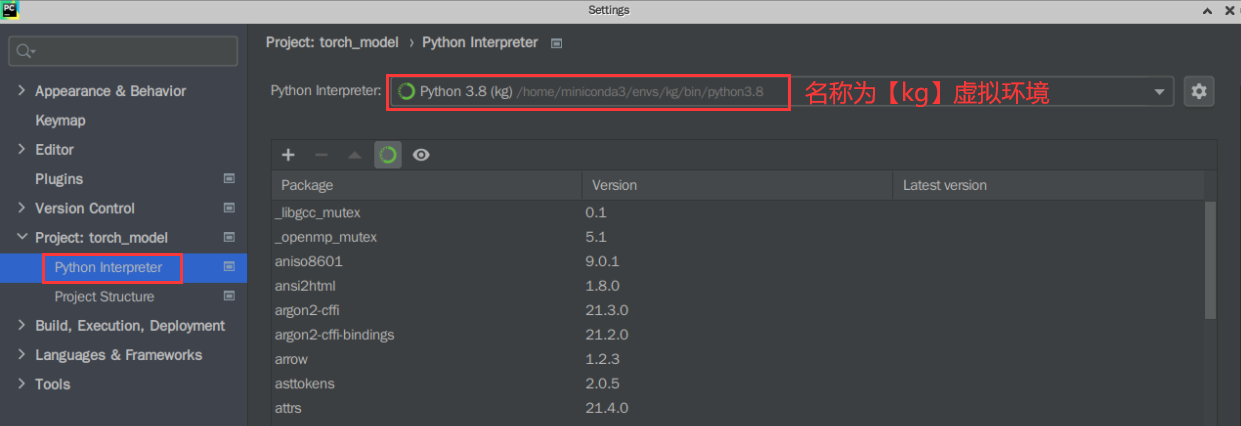 PC
Settings
Project: torch_model › Python Interpreter
Appearance & Behavior
Keymap
Editor
Plugins
Version Control
Project: torch_model
Python Interpreter
Project Structure
Build, Execution, Deployment
Languages & Frameworks
Tools
Python Interpreter: Python 3.8 (kg) /home/miniconda3/envs/kg/bin/python3.8 名称为【kg】虚拟环境
Package Version Latest version
_libgcc_mutex 0.1
_openmp_mutex 5.1
aniso8601 9.0.1
ansi2html 1.8.0
argon2-cffi 21.3.0
argon2-cffi-bindings 21.2.0
arrow 1.2.3
asttokens 2.0.5
attrs 21.4.0